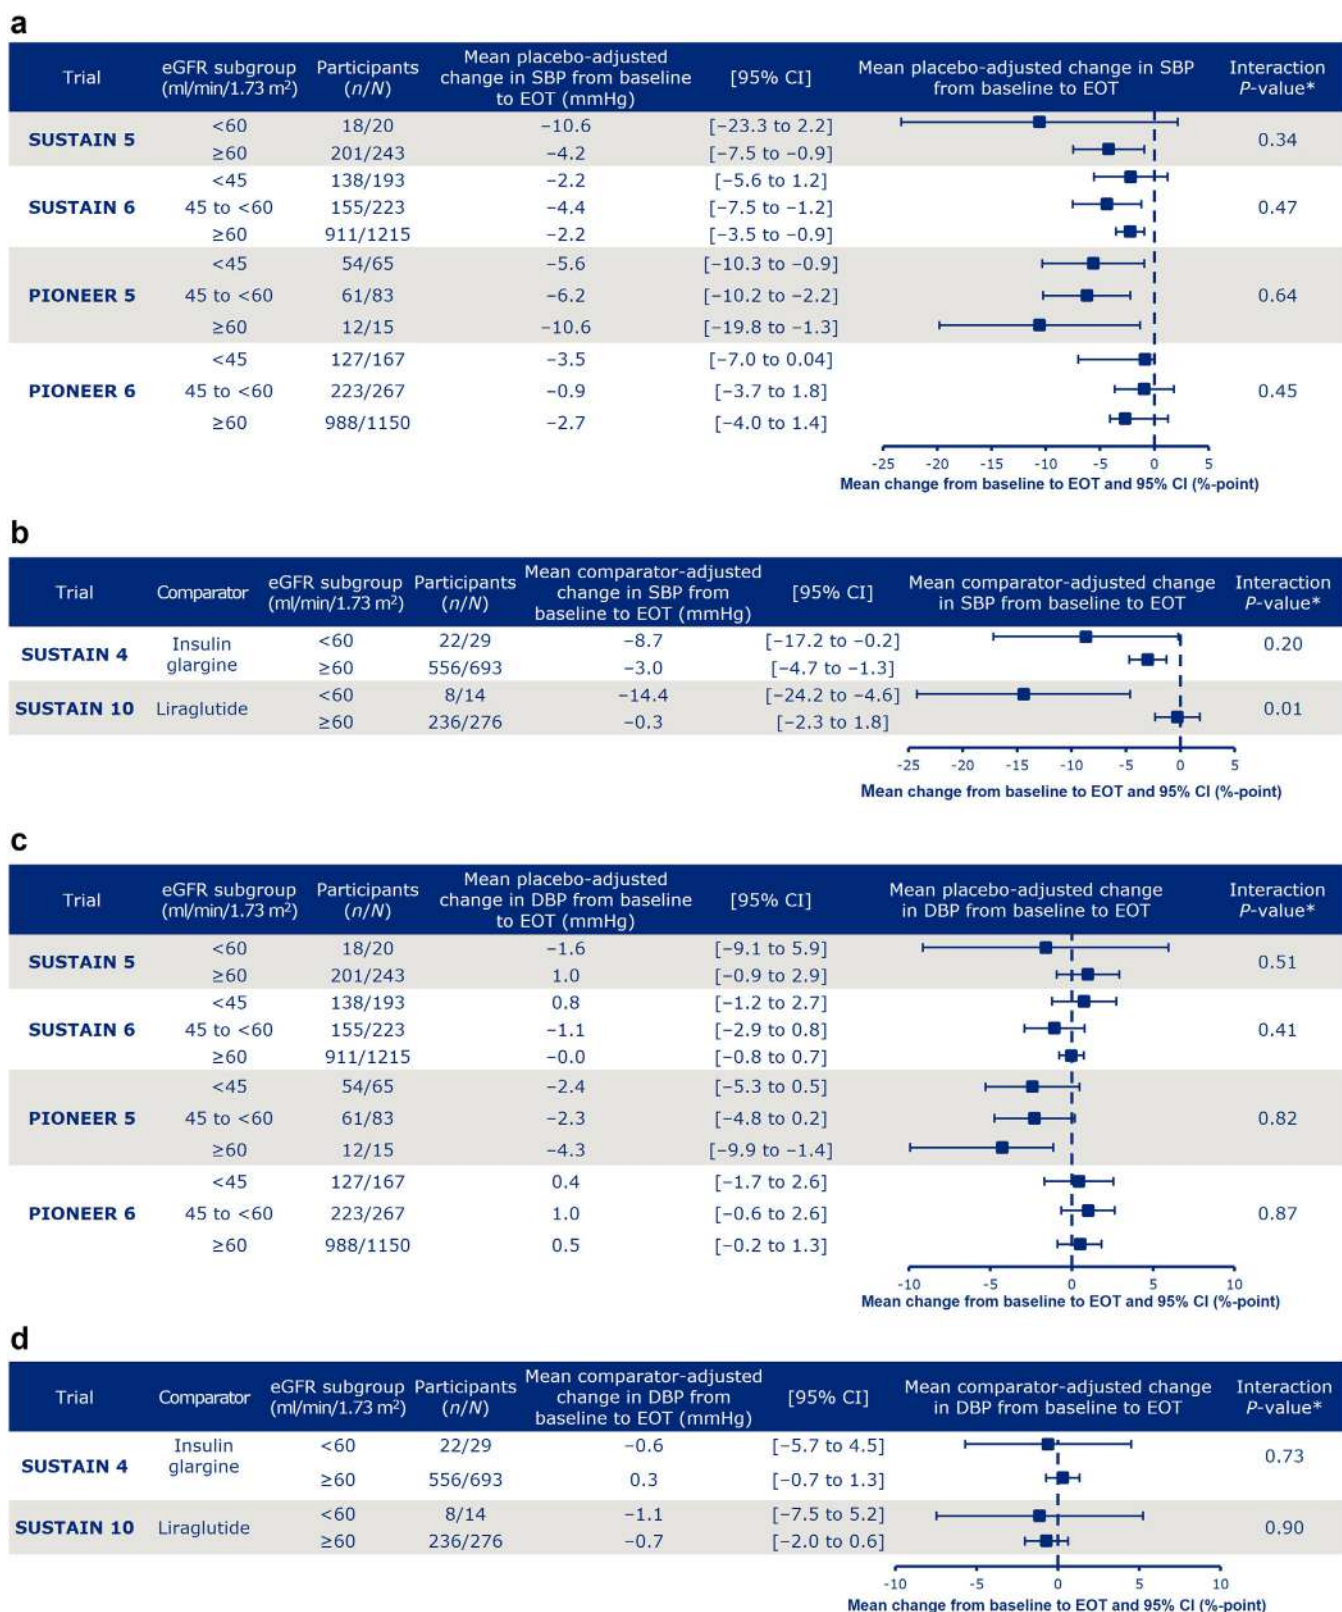 a
Trial eGFR subgroup (ml/min/1.73 m²) Participants (n/N) Mean placebo-adjusted change in SBP from baseline to EOT (mmHg) [95% CI] Mean placebo-adjusted change in SBP from baseline to EOT Interaction P-value*
SUSTAIN 5 <60 18/20 −10.6 [−23.3 to 2.2] 0.34
≥60 201/243 −4.2 [−7.5 to −0.9]
SUSTAIN 6 <45 138/193 −2.2 [−5.6 to 1.2] 0.47
45 to <60 155/223 −4.4 [−7.5 to −1.2]
≥60 911/1215 −2.2 [−3.5 to −0.9]
PIONEER 5 <45 54/65 −5.6 [−10.3 to −0.9] 0.64
45 to <60 61/83 −6.2 [−10.2 to −2.2]
≥60 12/15 −10.6 [−19.8 to −1.3]
PIONEER 6 <45 127/167 −3.5 [−7.0 to 0.04] 0.45
45 to <60 223/267 −0.9 [−3.7 to 1.8]
≥60 988/1150 −2.7 [−4.0 to 1.4]
-25 -20 -15 -10 -5 0 5
Mean change from baseline to EOT and 95% CI (%-point)
b
Trial Comparator eGFR subgroup (ml/min/1.73 m²) Participants (n/N) Mean comparator-adjusted change in SBP from baseline to EOT (mmHg) [95% CI] Mean comparator-adjusted change in SBP from baseline to EOT Interaction P-value*
SUSTAIN 4 Insulin glargine <60 22/29 −8.7 [−17.2 to −0.2] 0.20
≥60 556/693 −3.0 [−4.7 to −1.3]
SUSTAIN 10 Liraglutide <60 8/14 −14.4 [−24.2 to −4.6] 0.01
≥60 236/276 −0.3 [−2.3 to 1.8]
-25 -20 -15 -10 -5 0 5
Mean change from baseline to EOT and 95% CI (%-point)
c
Trial eGFR subgroup (ml/min/1.73 m²) Participants (n/N) Mean placebo-adjusted change in DBP from baseline to EOT (mmHg) [95% CI] Mean placebo-adjusted change in DBP from baseline to EOT Interaction P-value*
SUSTAIN 5 <60 18/20 −1.6 [−9.1 to 5.9] 0.51
≥60 201/243 1.0 [−0.9 to 2.9]
SUSTAIN 6 <45 138/193 0.8 [−1.2 to 2.7] 0.41
45 to <60 155/223 −1.1 [−2.9 to 0.8]
≥60 911/1215 −0.0 [−0.8 to 0.7]
PIONEER 5 <45 54/65 −2.4 [−5.3 to 0.5] 0.82
45 to <60 61/83 −2.3 [−4.8 to 0.2]
≥60 12/15 −4.3 [−9.9 to −1.4]
PIONEER 6 <45 127/167 0.4 [−1.7 to 2.6] 0.87
45 to <60 223/267 1.0 [−0.6 to 2.6]
≥60 988/1150 0.5 [−0.2 to 1.3]
-10 -5 0 5 10
Mean change from baseline to EOT and 95% CI (%-point)
d
Trial Comparator eGFR subgroup (ml/min/1.73 m²) Participants (n/N) Mean comparator-adjusted change in DBP from baseline to EOT (mmHg) [95% CI] Mean comparator-adjusted change in DBP from baseline to EOT Interaction P-value*
SUSTAIN 4 Insulin glargine <60 22/29 −0.6 [−5.7 to 4.5] 0.73
≥60 556/693 0.3 [−0.7 to 1.3]
SUSTAIN 10 Liraglutide <60 8/14 −1.1 [−7.5 to 5.2] 0.90
≥60 236/276 −0.7 [−2.0 to 0.6]
-10 -5 0 5 10
Mean change from baseline to EOT and 95% CI (%-point)